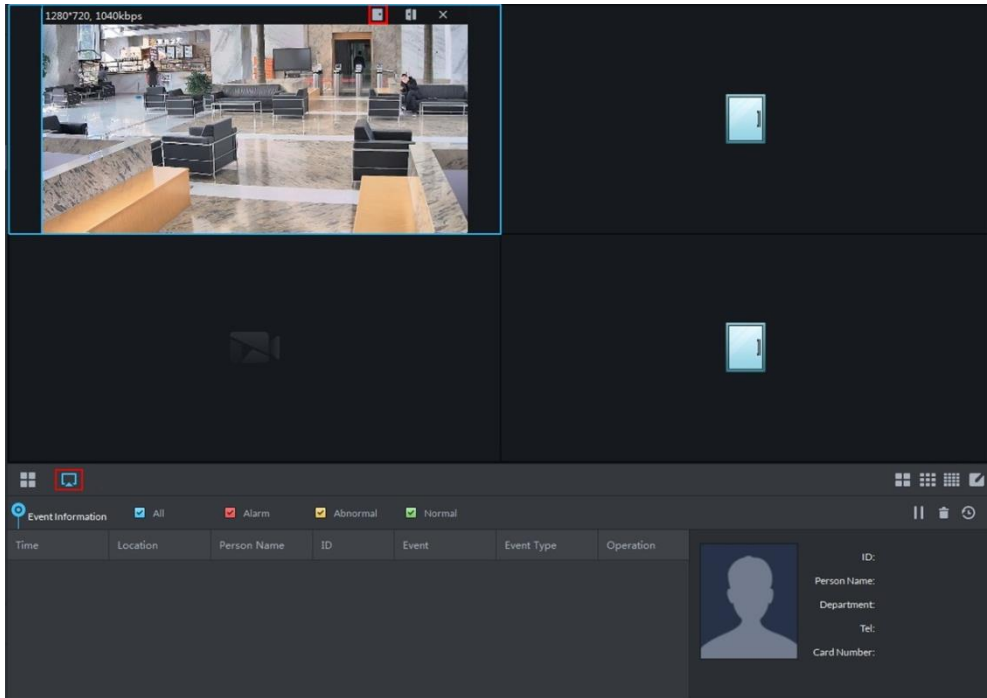 1280*720, 1040kbps
Event Information All Alarm Abnormal Normal
Time Location Person Name ID Event Event Type Operation
ID:
Person Name:
Department:
Tel:
Card Number: